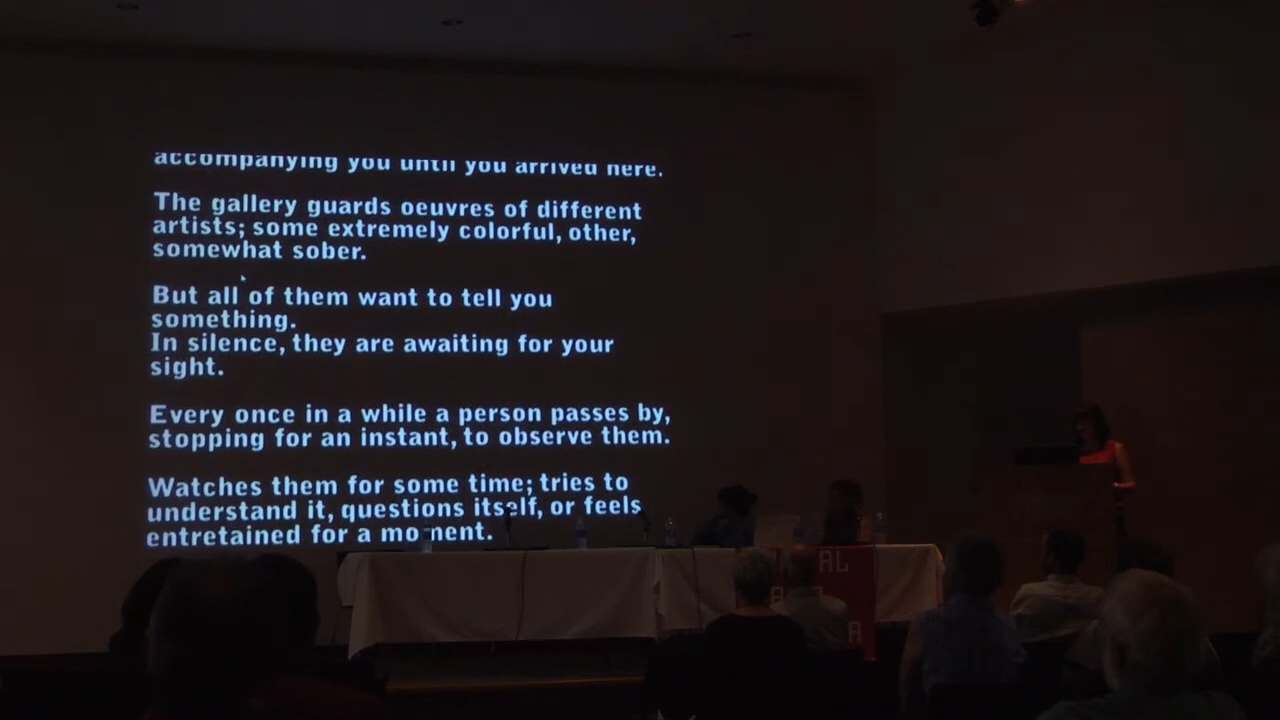 accompanying you until you arrived here.
The gallery guards oeuvres of different
artists; some extremely colorful, other,
somewhat sober.
But all of them want to tell you
something.
In silence, they are awaiting for your
sight.
Every once in a while a person passes by,
stopping for an instant, to observe them.
Watches them for some time; tries to
understand it, questions itself, or feels
entretained for a moment.
AL
A